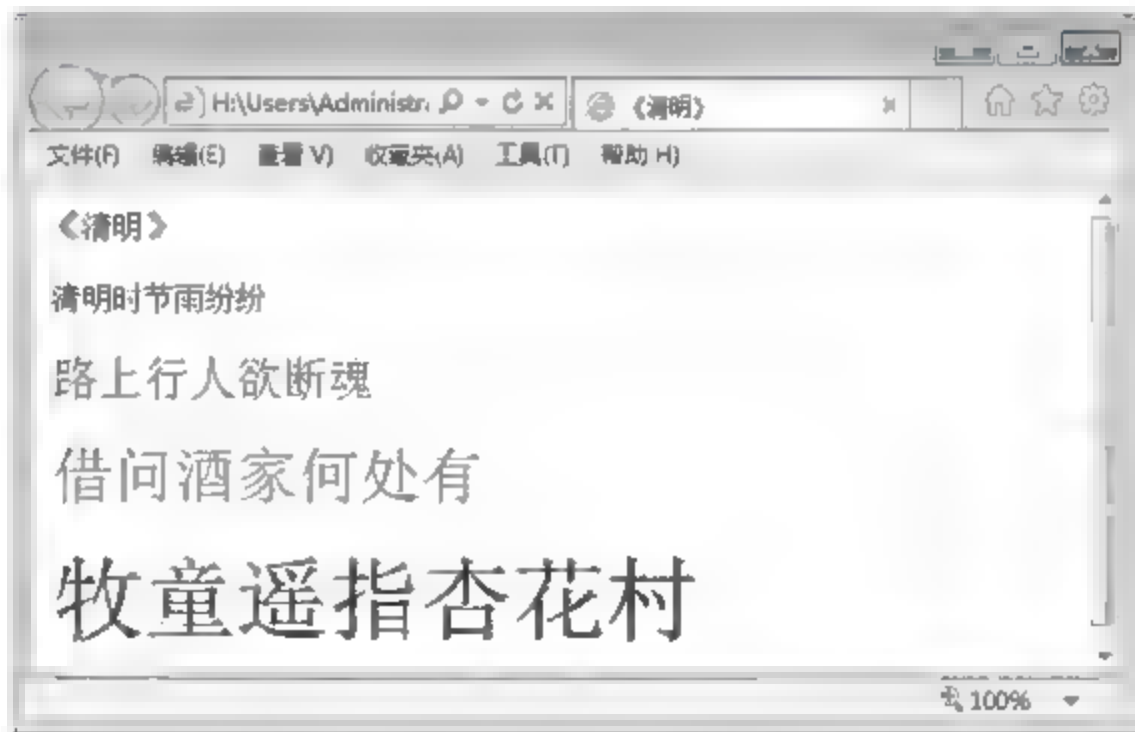 H:\Users\Administr. 《清明》
文件(F) 编辑(E) 查看 V) 收藏夹(A) 工具(T) 帮助 H)
《清明》
清明时节雨纷纷
路上行人欲断魂
借问酒家何处有
牧童遥指杏花村
100%